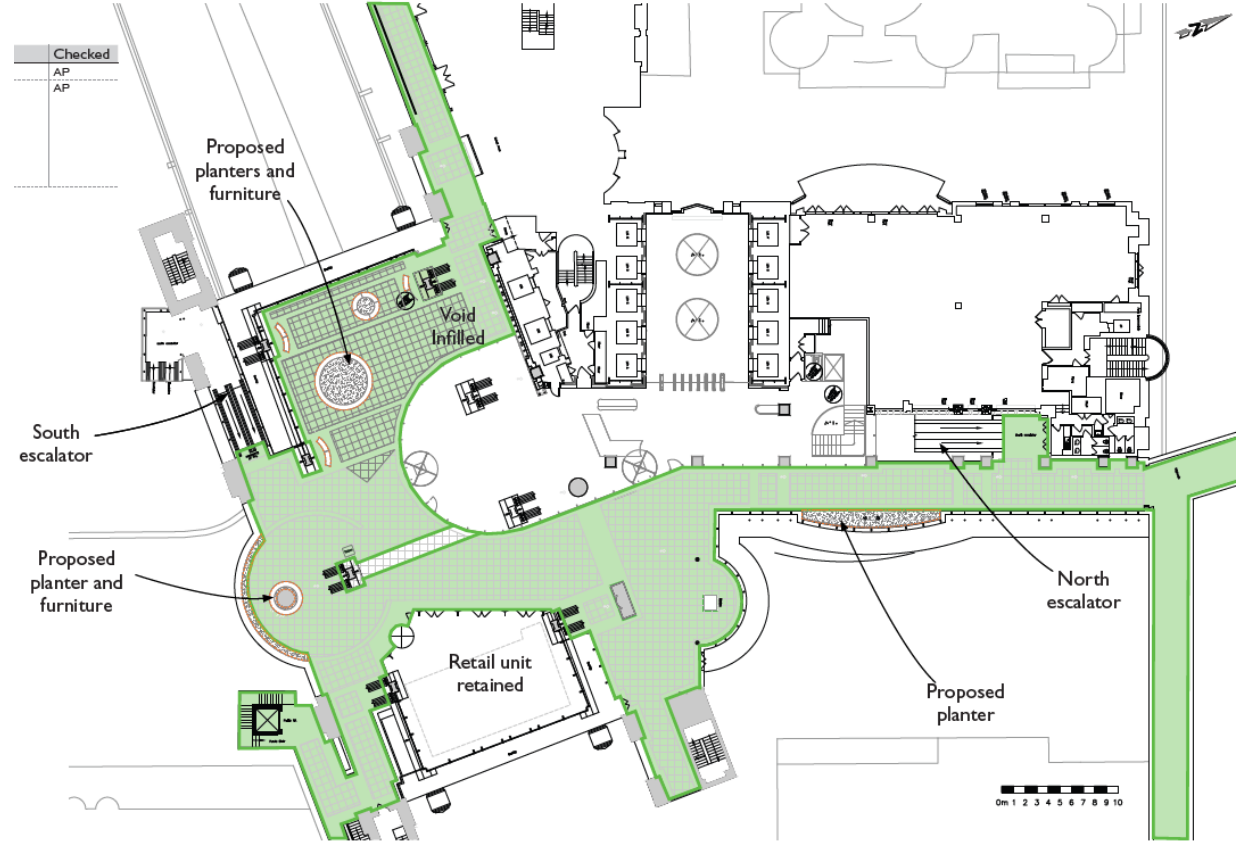 Checked
AP
AP
N
Proposed
planters and
furniture
Void
Infilled
South
escalator
Proposed
planter and
furniture
Retail unit
retained
North
escalator
Proposed
planter
0m 1 2 3 4 5 6 7 8 9 10